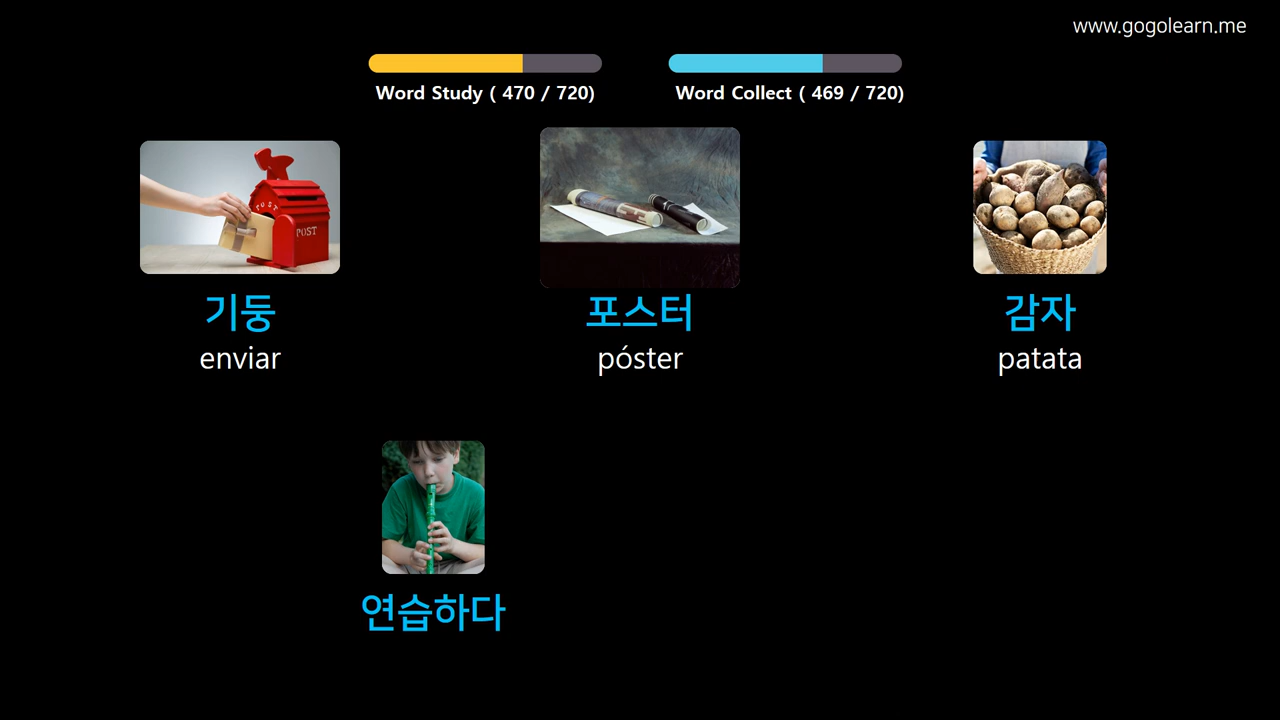 www.gogolearn.me
Word Study ( 470 / 720)
Word Collect ( 469 / 720)
POST
POST
기둥
enviar
포스터
póster
감자
patata
연습하다